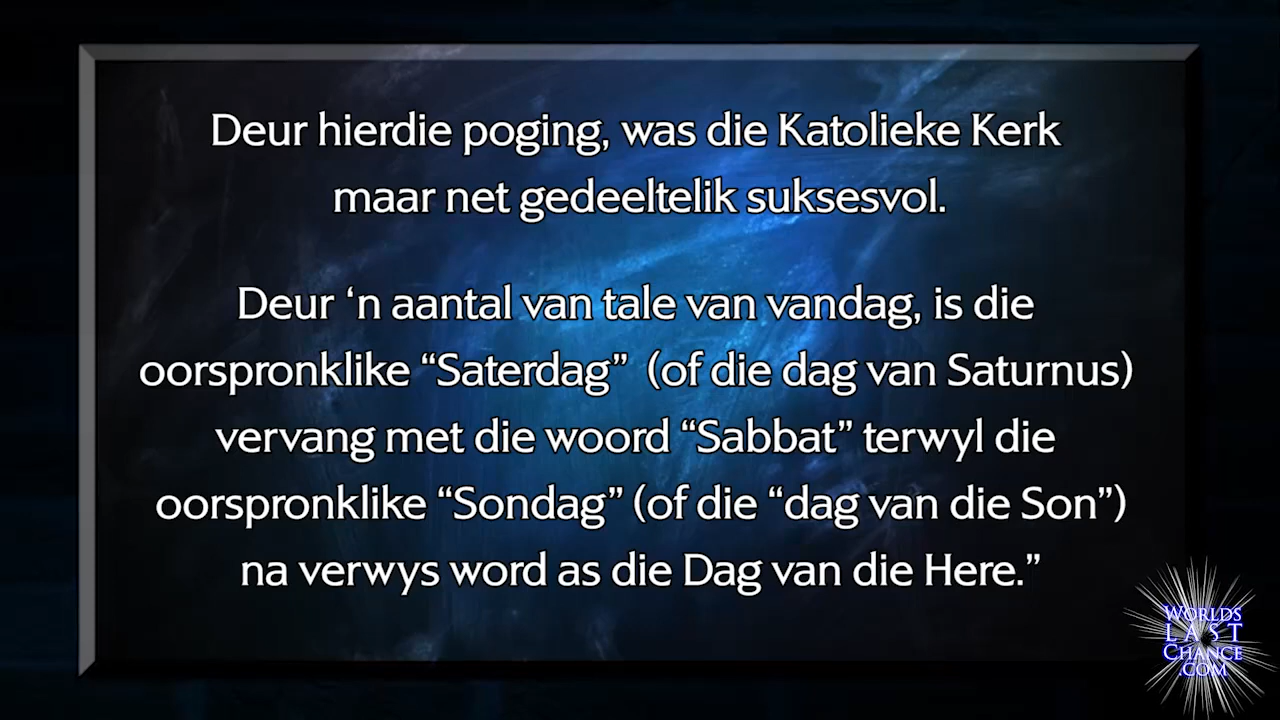 Deur hierdie poging, was die Katolieke Kerk
maar net gedeeltelik suksesvol.
Deur ‘n aantal van tale van vandag, is die
oorspronklike “Saterdag” (of die dag van Saturnus)
vervang met die woord “Sabbat” terwyl die
oorspronklike “Sondag” (of die “dag van die Son”)
na verwys word as die Dag van die Here.”
WORLDS
LAST
CHANCE
.COM